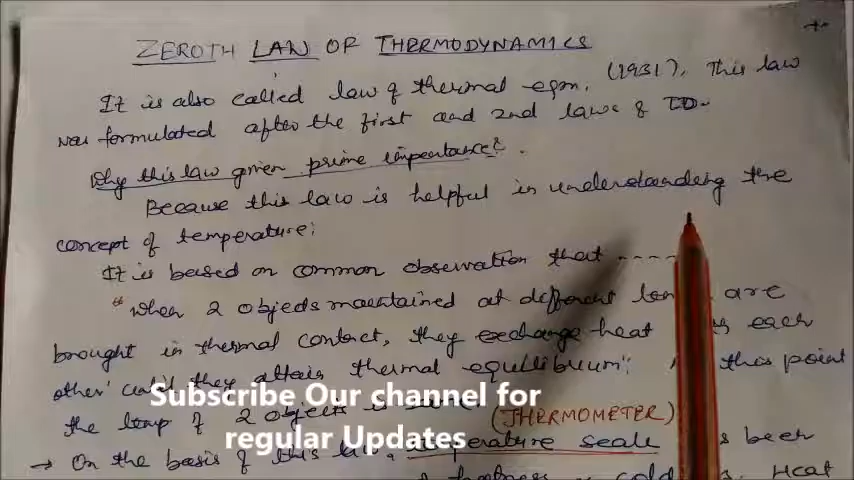 ZEROTH LAW OF THERMODYNAMICS
It is also called law of thermal eqm. (1931). This law
was formulated after the first and 2nd laws of TD.
Why this law given prime importance? .
Because this law is helpful in understanding the
concept of temperature.
It is based on common observation that ----
"when 2 objects maintained at different are
brought in thermal contact, they exchange heat each
other until they attain thermal equilibrium; this point
the temp of 2 objects is
(THERMOMETER)
→ On the basis of this temperature scale been
cold Heat
Subscribe Our channel for
regular Updates